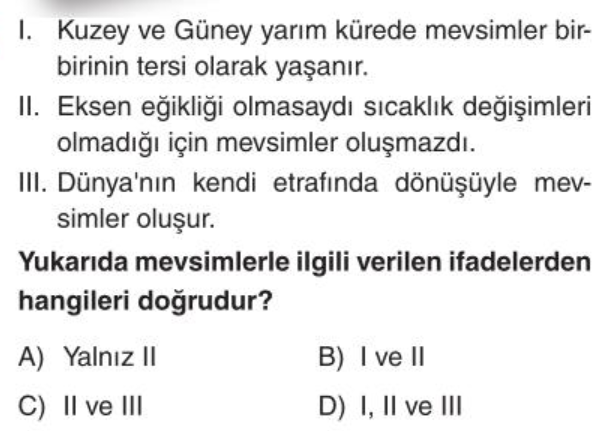 I. Kuzey ve Güney yarım kürede mevsimler bir-
birinin tersi olarak yaşanır.
II. Eksen eğikliği olmasaydı sıcaklık değişimleri
olmadığı için mevsimler oluşmazdı.
III. Dünya'nın kendi etrafında dönüşüyle mev-
simler oluşur.
Yukarıda mevsimlerle ilgili verilen ifadelerden
hangileri doğrudur?
A) Yalnız II B) I ve II
C) II ve III D) I, II ve III